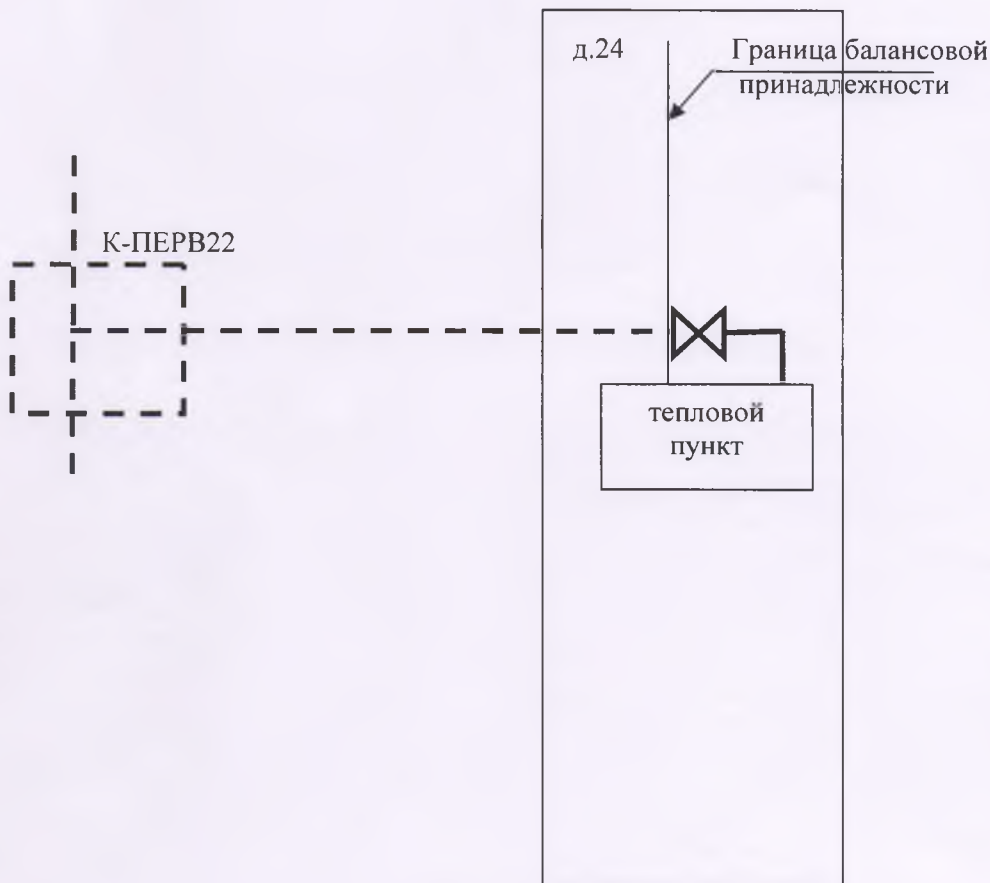 д.24
Граница балансовой
принадлежности
К-ПЕРВ22
тепловой
пункт